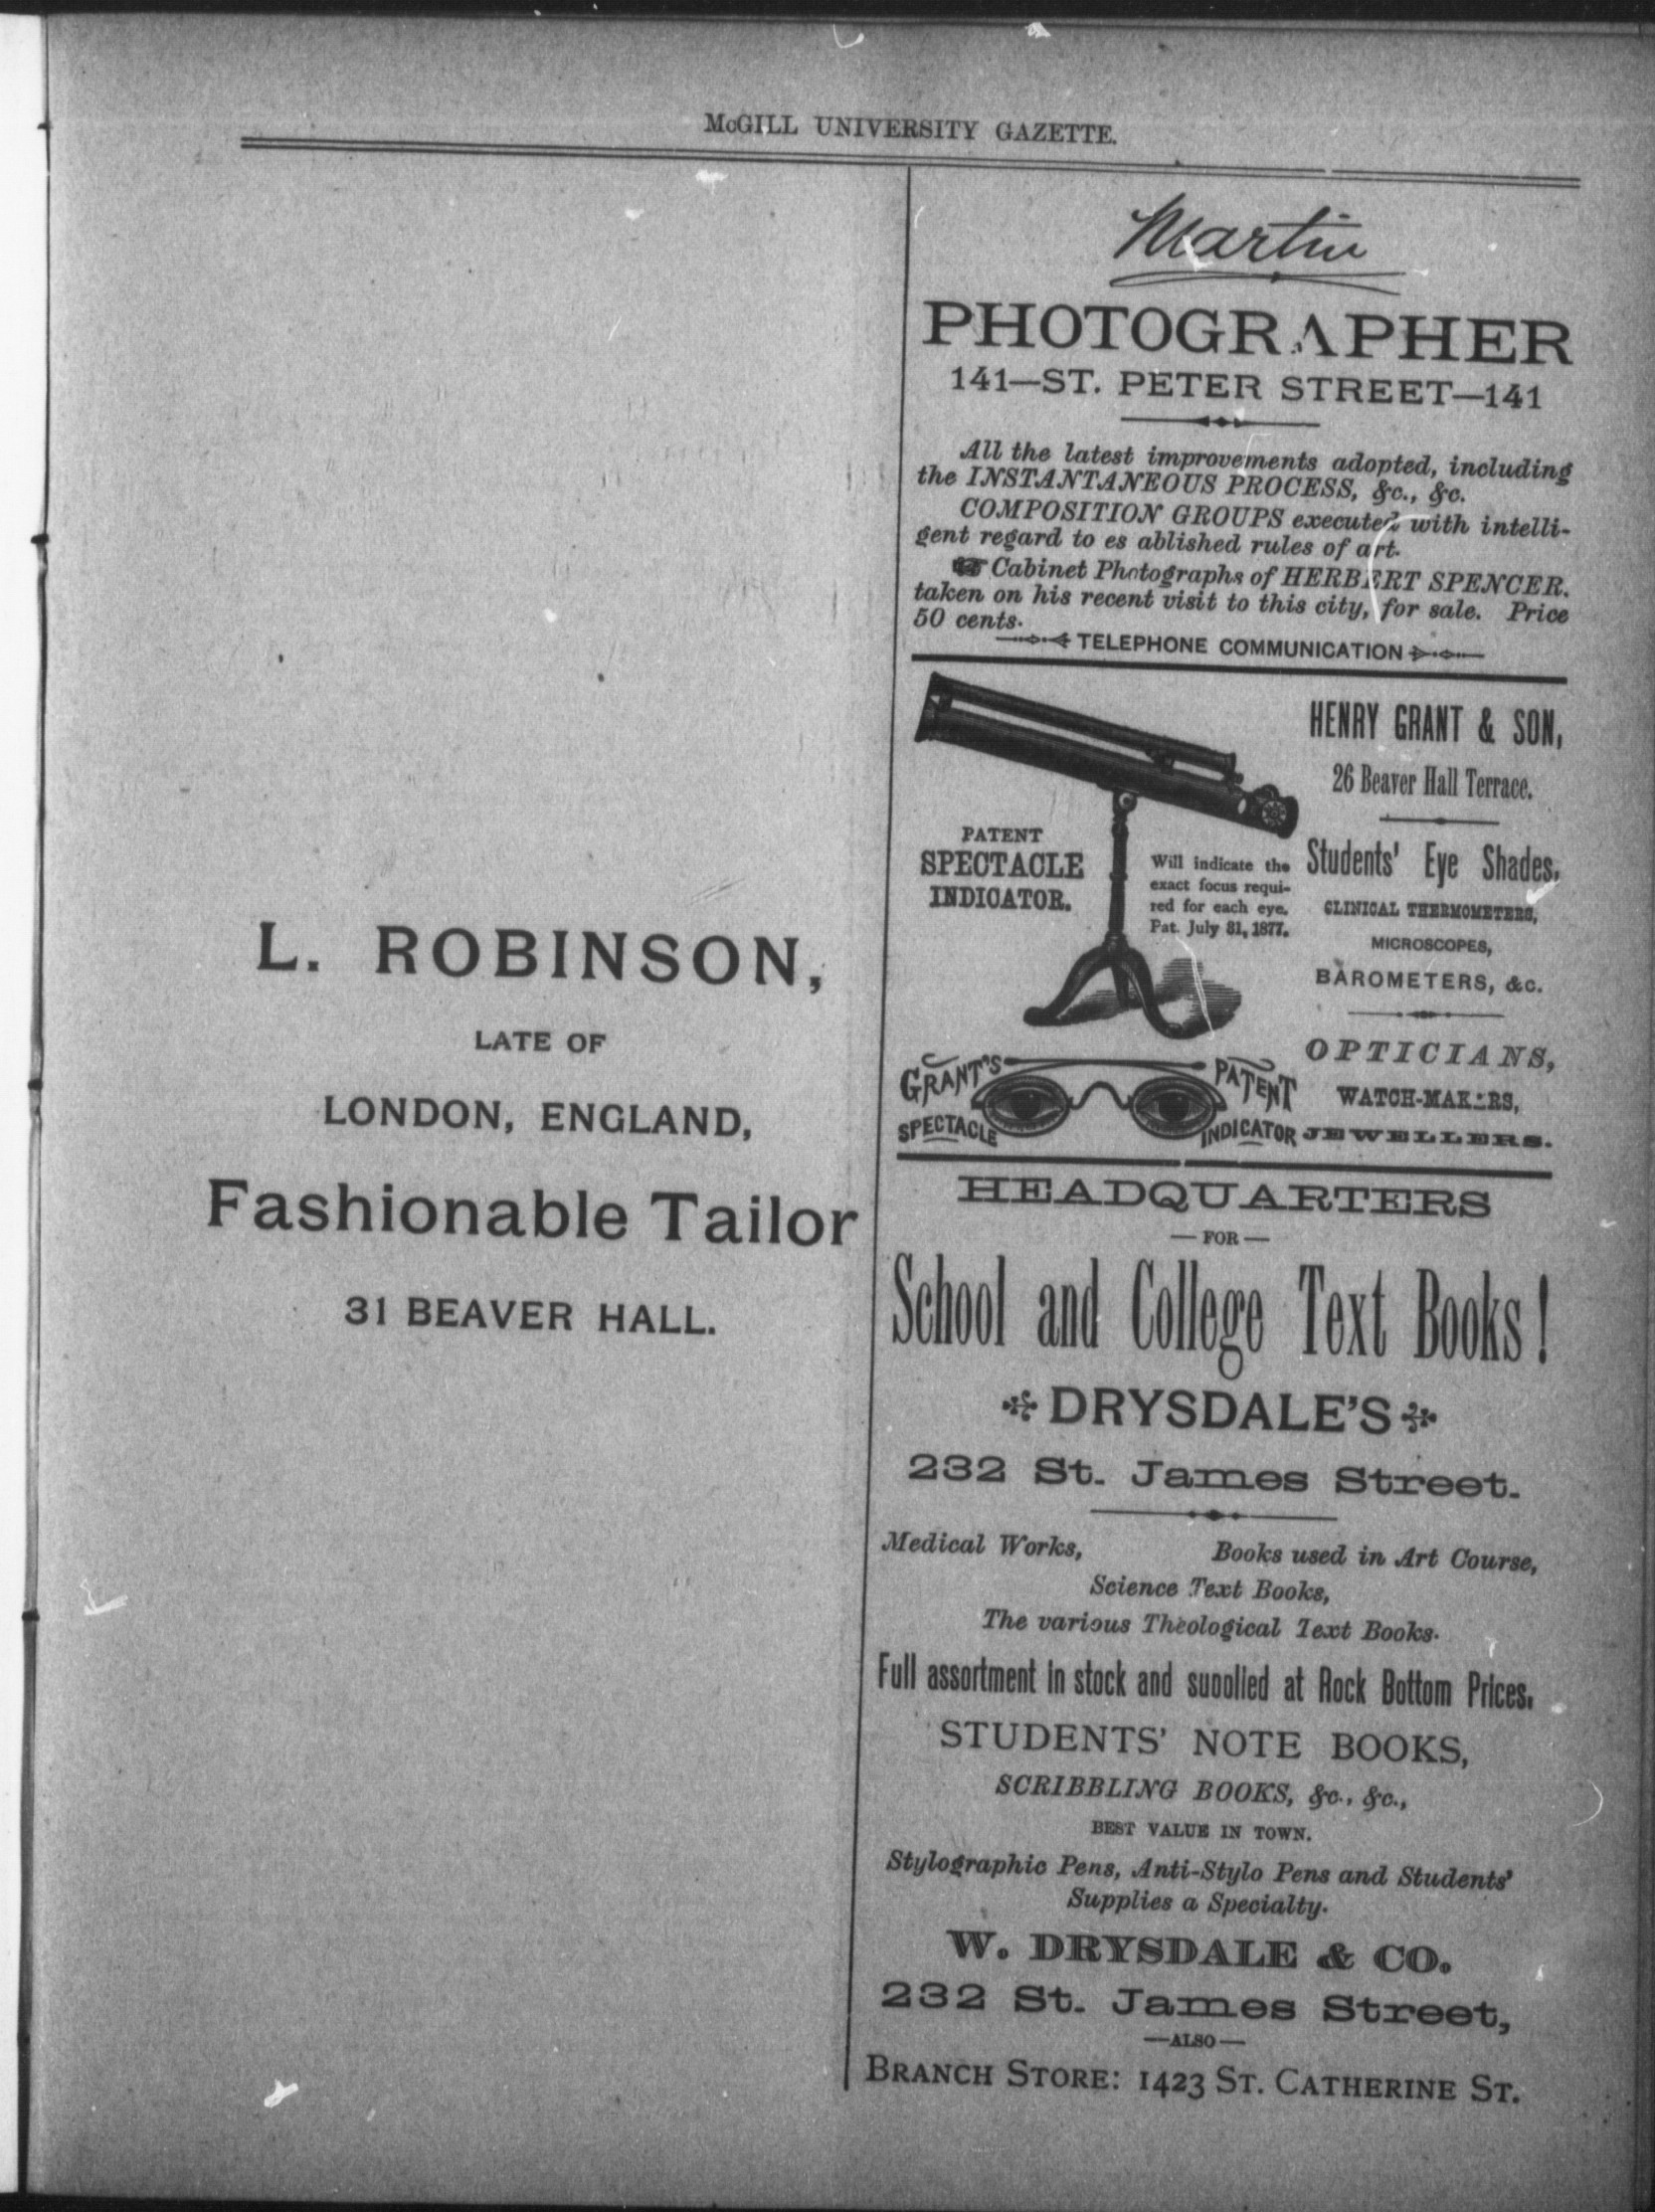 McGILL UNIVERSITY GAZETTE.
L. ROBINSON,
LATE OF
LONDON, ENGLAND,
Fashionable Tailor
31 BEAVER HALL.
Martin
PHOTOGRAPHER
141—ST. PETER STREET—141
All the latest improvements adopted, including
the INSTANTANEOUS PROCESS, &c., &c.
COMPOSITION GROUPS executed with intelli-
gent regard to es ablished rules of art.
☞ Cabinet Photographs of HERBERT SPENCER.
taken on his recent visit to this city, for sale. Price
50 cents.
TELEPHONE COMMUNICATION
HENRY GRANT & SON,
26 Beaver Hall Terrace.
PATENT
SPECTACLE
INDICATOR.
Will indicate the
exact focus requi-
red for each eye.
Pat. July 31, 1877.
Students' Eye Shades,
CLINICAL THERMOMETERS,
MICROSCOPES,
BAROMETERS, &c.
OPTICIANS,
WATCH-MAKERS,
JEWELLERS.
GRANT'S PATENT
SPECTACLE INDICATOR
HEADQUARTERS
— FOR —
School and College Text Books!
DRYSDALE'S
232 St. James Street.
Medical Works, Books used in Art Course,
Science Text Books,
The various Theological Text Books.
Full assortment in stock and supplied at Rock Bottom Prices.
STUDENTS' NOTE BOOKS,
SCRIBBLING BOOKS, &c., &c.,
BEST VALUE IN TOWN.
Stylographic Pens, Anti-Stylo Pens and Students'
Supplies a Specialty.
W. DRYSDALE & CO.
232 St. James Street,
—ALSO—
BRANCH STORE: 1423 ST. CATHERINE ST.